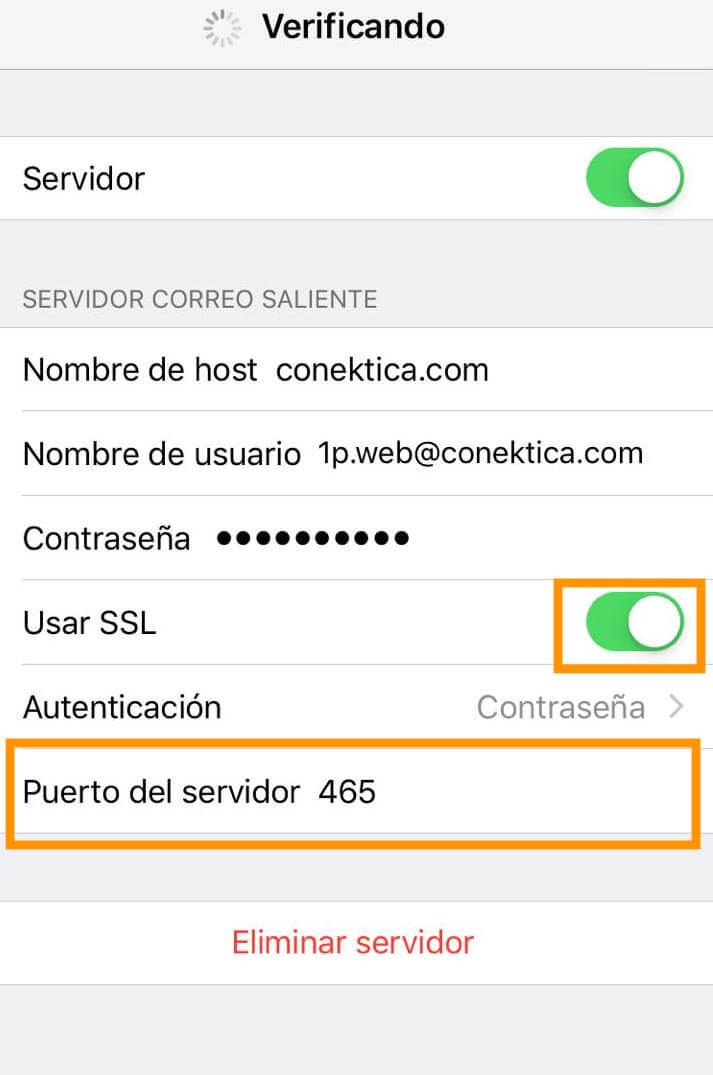 Verificando
Servidor
SERVIDOR CORREO SALIENTE
Nombre de host conektica.com
Nombre de usuario 1p.web@conektica.com
Contraseña ●●●●●●●●●●
Usar SSL
Autenticación Contraseña
Puerto del servidor 465
Eliminar servidor